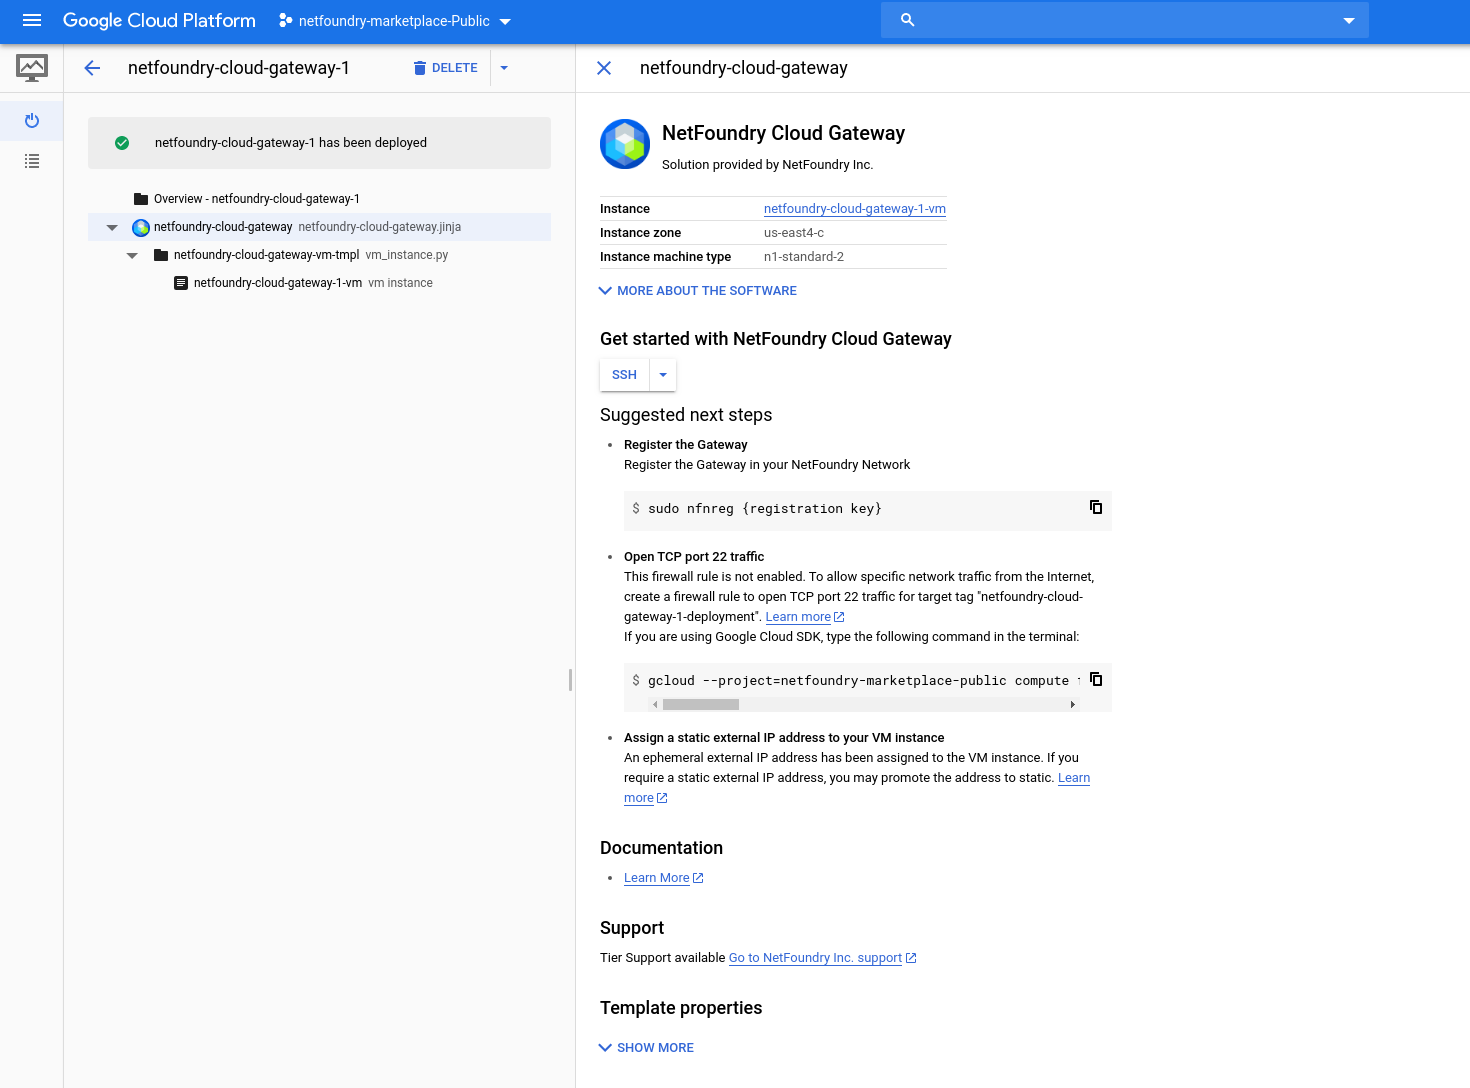 Google Cloud Platform
netfoundry-marketplace-Public
netfoundry-cloud-gateway-1
DELETE
netfoundry-cloud-gateway-1 has been deployed
Overview - netfoundry-cloud-gateway-1
netfoundry-cloud-gateway netfoundry-cloud-gateway.jinja
netfoundry-cloud-gateway-vm-tmpl vm_instance.py
netfoundry-cloud-gateway-1-vm vm instance
netfoundry-cloud-gateway
NetFoundry Cloud Gateway
Solution provided by NetFoundry Inc.
Instance netfoundry-cloud-gateway-1-vm
Instance zone us-east4-c
Instance machine type n1-standard-2
MORE ABOUT THE SOFTWARE
Get started with NetFoundry Cloud Gateway
SSH
Suggested next steps
• Register the Gateway
Register the Gateway in your NetFoundry Network
$ sudo nfnreg {registration key}
• Open TCP port 22 traffic
This firewall rule is not enabled. To allow specific network traffic from the Internet,
create a firewall rule to open TCP port 22 traffic for target tag "netfoundry-cloud-
gateway-1-deployment". Learn more
If you are using Google Cloud SDK, type the following command in the terminal:
$ gcloud --project=netfoundry-marketplace-public compute
• Assign a static external IP address to your VM instance
An ephemeral external IP address has been assigned to the VM instance. If you
require a static external IP address, you may promote the address to static. Learn
more
Documentation
• Learn More
Support
Tier Support available Go to NetFoundry Inc. support
Template properties
SHOW MORE